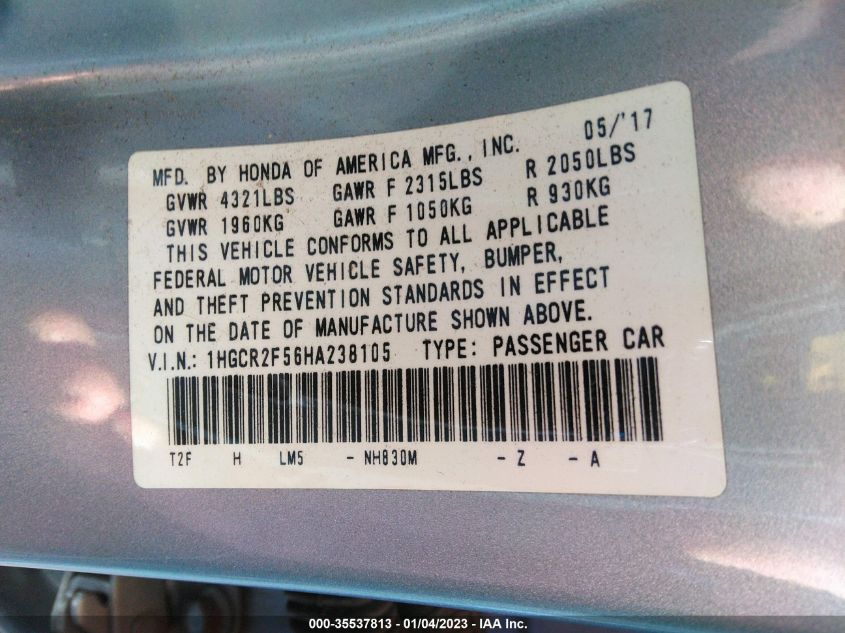 MFD. BY HONDA OF AMERICA MFG., INC. 05/'17
GVWR 4321LBS GAWR F 2315LBS R 2050LBS
GVWR 1960KG GAWR F 1050KG R 930KG
THIS VEHICLE CONFORMS TO ALL APPLICABLE
FEDERAL MOTOR VEHICLE SAFETY, BUMPER,
AND THEFT PREVENTION STANDARDS IN EFFECT
ON THE DATE OF MANUFACTURE SHOWN ABOVE.
V.I.N.: 1HGCR2F56HA238105 TYPE: PASSENGER CAR
T2F H LM5 - NH830M - Z - A
000-35537813 - 01/04/2023 - IAA Inc.